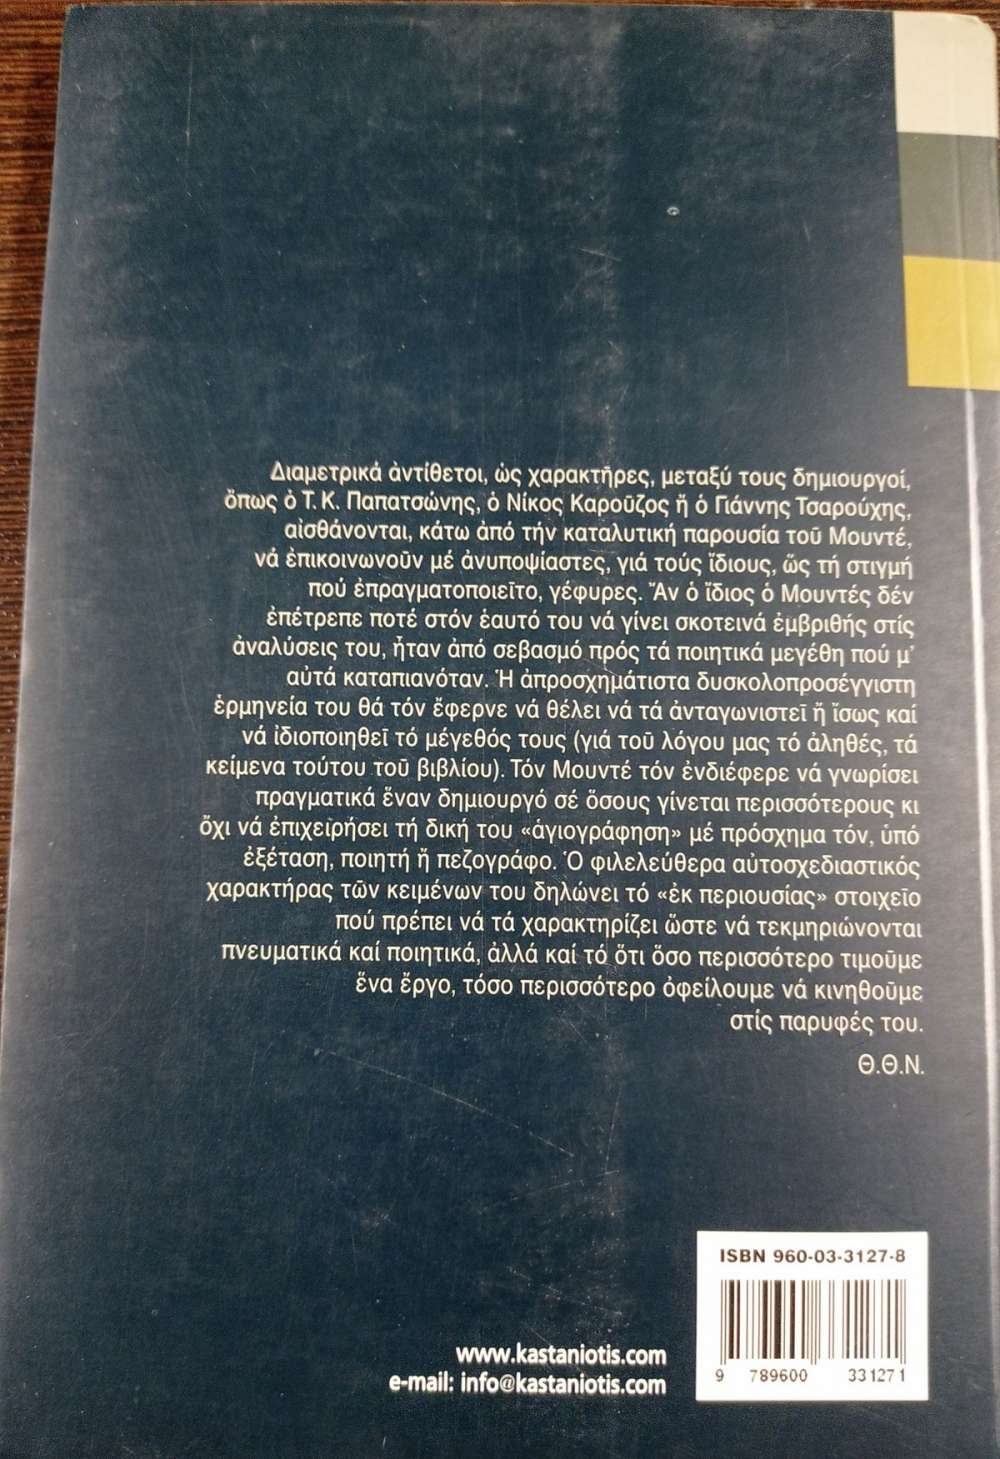 Διαμετρικά ἀντίθετοι, ὡς χαρακτῆρες, μεταξύ τους δημιουργοί,
ὅπως ὁ Τ. Κ. Παπατσώνης, ὁ Νίκος Καροῦζος ἤ ὁ Γιάννης Τσαρούχης,
αἰσθάνονται, κάτω ἀπό τήν καταλυτική παρουσία τοῦ Μουντέ,
νά ἐπικοινωνοῦν μέ ἀνυποψίαστες, γιά τούς ἴδιους, ὥς τή στιγμή
πού ἐπραγματοποιεῖτο, γέφυρες. Ἄν ὁ ἴδιος ὁ Μουντές δέν
ἐπέτρεπε ποτέ στόν ἑαυτό του νά γίνει σκοτεινά ἐμβριθής στίς
ἀναλύσεις του, ἦταν ἀπό σεβασμό πρός τά ποιητικά μεγέθη πού μ’
αὐτά καταπιανόταν. Ἡ ἀπροσχημάτιστα δυσκολοπροσέγγιστη
ἑρμηνεία του θά τόν ἔφερνε νά θέλει νά τά ἀνταγωνιστεῖ ἤ ἴσως καί
νά ἰδιοποιηθεῖ τό μέγεθός τους (γιά τοῦ λόγου μας τό ἀληθές, τά
κείμενα τούτου τοῦ βιβλίου). Τόν Μουντέ τόν ἐνδιέφερε νά γνωρίσει
πραγματικά ἕναν δημιουργό σέ ὅσους γίνεται περισσότερους κι
ὄχι νά ἐπιχειρήσει τή δική του «ἁγιογράφηση» μέ πρόσχημα τόν, ὑπό
ἐξέταση, ποιητή ἤ πεζογράφο. Ὁ φιλελεύθερα αὐτοσχεδιαστικός
χαρακτήρας τῶν κειμένων του δηλώνει τό «ἐκ περιουσίας» στοιχεῖο
πού πρέπει νά τά χαρακτηρίζει ὥστε νά τεκμηριώνονται
πνευματικά καί ποιητικά, ἀλλά καί τό ὅτι ὅσο περισσότερο τιμοῦμε
ἕνα ἔργο, τόσο περισσότερο ὀφείλουμε νά κινηθοῦμε
στίς παρυφές του.
Θ.Θ.Ν.
ISBN 960-03-3127-8
9 789600 331271
www.kastaniotis.com
e-mail: info@kastaniotis.com